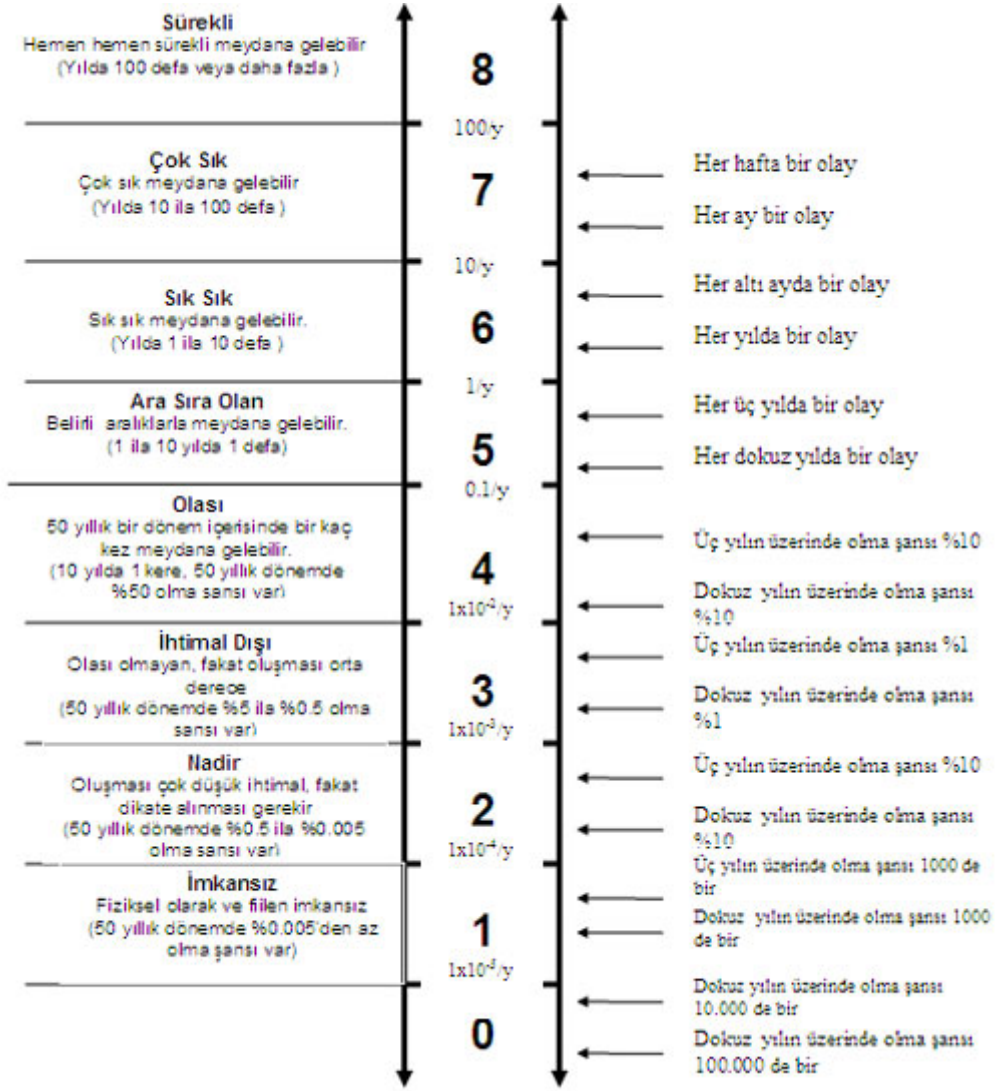 Sürekli
Hemen hemen sürekli meydana gelebilir
(Yılda 100 defa veya daha fazla )
8
100/y
Çok Sık
Çok sık meydana gelebilir
(Yılda 10 ila 100 defa )
7
Her hafta bir olay
Her ay bir olay
10/y
Sık Sık
Sık sık meydana gelebilir.
(Yılda 1 ila 10 defa )
6
Her altı ayda bir olay
Her yılda bir olay
1/y
Ara Sıra Olan
Belirli aralıklarla meydana gelebilir.
(1 ila 10 yılda 1 defa)
5
Her üç yılda bir olay
Her dokuz yılda bir olay
0.1/y
Olası
50 yıllık bir dönem içerisinde bir kaç
kez meydana gelebilir.
(10 yılda 1 kere, 50 yıllık dönemde
%50 olma sansı var)
4
Üç yılın üzerinde olma şansı %10
Dokuz yılın üzerinde olma şansı
%10
1x10⁻²/y
İhtimal Dışı
Olası olmayan, fakat oluşması orta
derece
(50 yıllık dönemde %5 ila %0.5 olma
sansı var)
3
Üç yılın üzerinde olma şansı %1
Dokuz yılın üzerinde olma şansı
%1
1x10⁻³/y
Nadir
Oluşması çok düşük ihtimal, fakat
dikate alınması gerekir
(50 yıllık dönemde %0.5 ila %0.005
olma sansı var)
2
Üç yılın üzerinde olma şansı %10
Dokuz yılın üzerinde olma şansı
%10
1x10⁻⁴/y
İmkansız
Fiziksel olarak ve fiilen imkansız
(50 yıllık dönemde %0.005'den az
olma şansı var)
1
Üç yılın üzerinde olma şansı 1000 de
bir
Dokuz yılın üzerinde olma şansı 1000
de bir
1x10⁻⁵/y
0
Dokuz yılın üzerinde olma şansı
10.000 de bir
Dokuz yılın üzerinde olma şansı
100.000 de bir